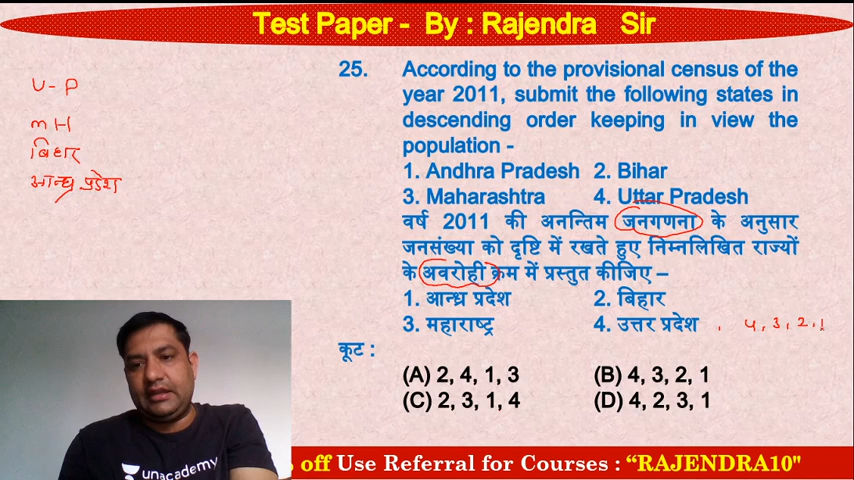 Test Paper - By : Rajendra Sir
U-P
MH
बिहार
आन्ध्र प्रदेश
25. According to the provisional census of the
year 2011, submit the following states in
descending order keeping in view the
population -
1. Andhra Pradesh 2. Bihar
3. Maharashtra 4. Uttar Pradesh
वर्ष 2011 की अनन्तिम जनगणना के अनुसार
जनसंख्या को दृष्टि में रखते हुए निम्नलिखित राज्यों
के अवरोही क्रम में प्रस्तुत कीजिए –
1. आन्ध्र प्रदेश 2. बिहार
3. महाराष्ट्र 4. उत्तर प्रदेश . 4, 3, 2, 1
कूट :
(A) 2, 4, 1, 3 (B) 4, 3, 2, 1
(C) 2, 3, 1, 4 (D) 4, 2, 3, 1
unacademy
off Use Referral for Courses : “RAJENDRA10"